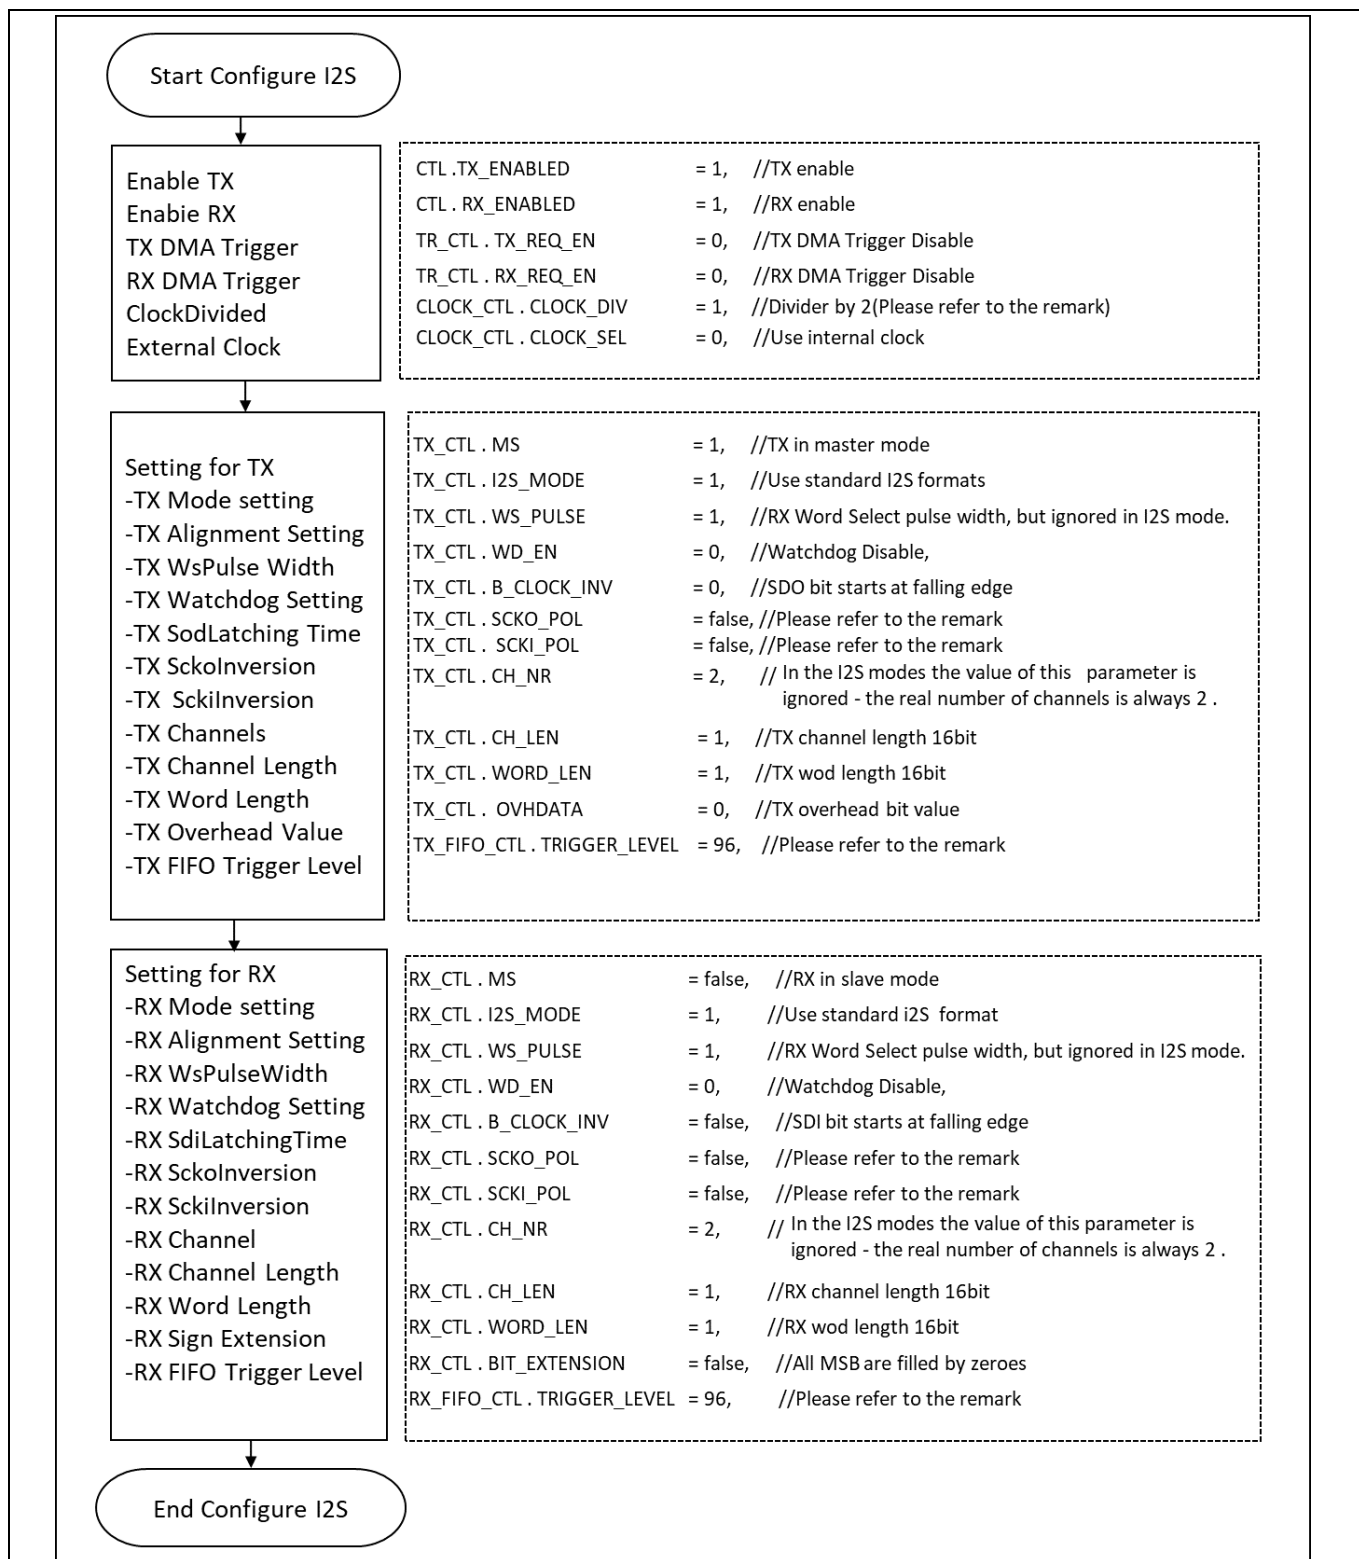 Start Configure I2S
Enable TX
Enabie RX
TX DMA Trigger
RX DMA Trigger
ClockDivided
External Clock
CTL .TX_ENABLED = 1, //TX enable
CTL . RX_ENABLED = 1, //RX enable
TR_CTL . TX_REQ_EN = 0, //TX DMA Trigger Disable
TR_CTL . RX_REQ_EN = 0, //RX DMA Trigger Disable
CLOCK_CTL . CLOCK_DIV = 1, //Divider by 2(Please refer to the remark)
CLOCK_CTL . CLOCK_SEL = 0, //Use internal clock
Setting for TX
-TX Mode setting
-TX Alignment Setting
-TX WsPulse Width
-TX Watchdog Setting
-TX SodLatching Time
-TX SckoInversion
-TX SckiInversion
-TX Channels
-TX Channel Length
-TX Word Length
-TX Overhead Value
-TX FIFO Trigger Level
TX_CTL . MS = 1, //TX in master mode
TX_CTL . I2S_MODE = 1, //Use standard I2S formats
TX_CTL . WS_PULSE = 1, //RX Word Select pulse width, but ignored in I2S mode.
TX_CTL . WD_EN = 0, //Watchdog Disable,
TX_CTL . B_CLOCK_INV = 0, //SDO bit starts at falling edge
TX_CTL . SCKO_POL = false, //Please refer to the remark
TX_CTL . SCKI_POL = false, //Please refer to the remark
TX_CTL . CH_NR = 2, // In the I2S modes the value of this parameter is
ignored - the real number of channels is always 2 .
TX_CTL . CH_LEN = 1, //TX channel length 16bit
TX_CTL . WORD_LEN = 1, //TX wod length 16bit
TX_CTL . OVHDATA = 0, //TX overhead bit value
TX_FIFO_CTL . TRIGGER_LEVEL = 96, //Please refer to the remark
Setting for RX
-RX Mode setting
-RX Alignment Setting
-RX WsPulseWidth
-RX Watchdog Setting
-RX SdiLatchingTime
-RX SckoInversion
-RX SckiInversion
-RX Channel
-RX Channel Length
-RX Word Length
-RX Sign Extension
-RX FIFO Trigger Level
RX_CTL . MS = false, //RX in slave mode
RX_CTL . I2S_MODE = 1, //Use standard i2S format
RX_CTL . WS_PULSE = 1, //RX Word Select pulse width, but ignored in I2S mode.
RX_CTL . WD_EN = 0, //Watchdog Disable,
RX_CTL . B_CLOCK_INV = false, //SDI bit starts at falling edge
RX_CTL . SCKO_POL = false, //Please refer to the remark
RX_CTL . SCKI_POL = false, //Please refer to the remark
RX_CTL . CH_NR = 2, // In the I2S modes the value of this parameter is
ignored - the real number of channels is always 2 .
RX_CTL . CH_LEN = 1, //RX channel length 16bit
RX_CTL . WORD_LEN = 1, //RX wod length 16bit
RX_CTL . BIT_EXTENSION = false, //All MSB are filled by zeroes
RX_FIFO_CTL . TRIGGER_LEVEL = 96, //Please refer to the remark
End Configure I2S